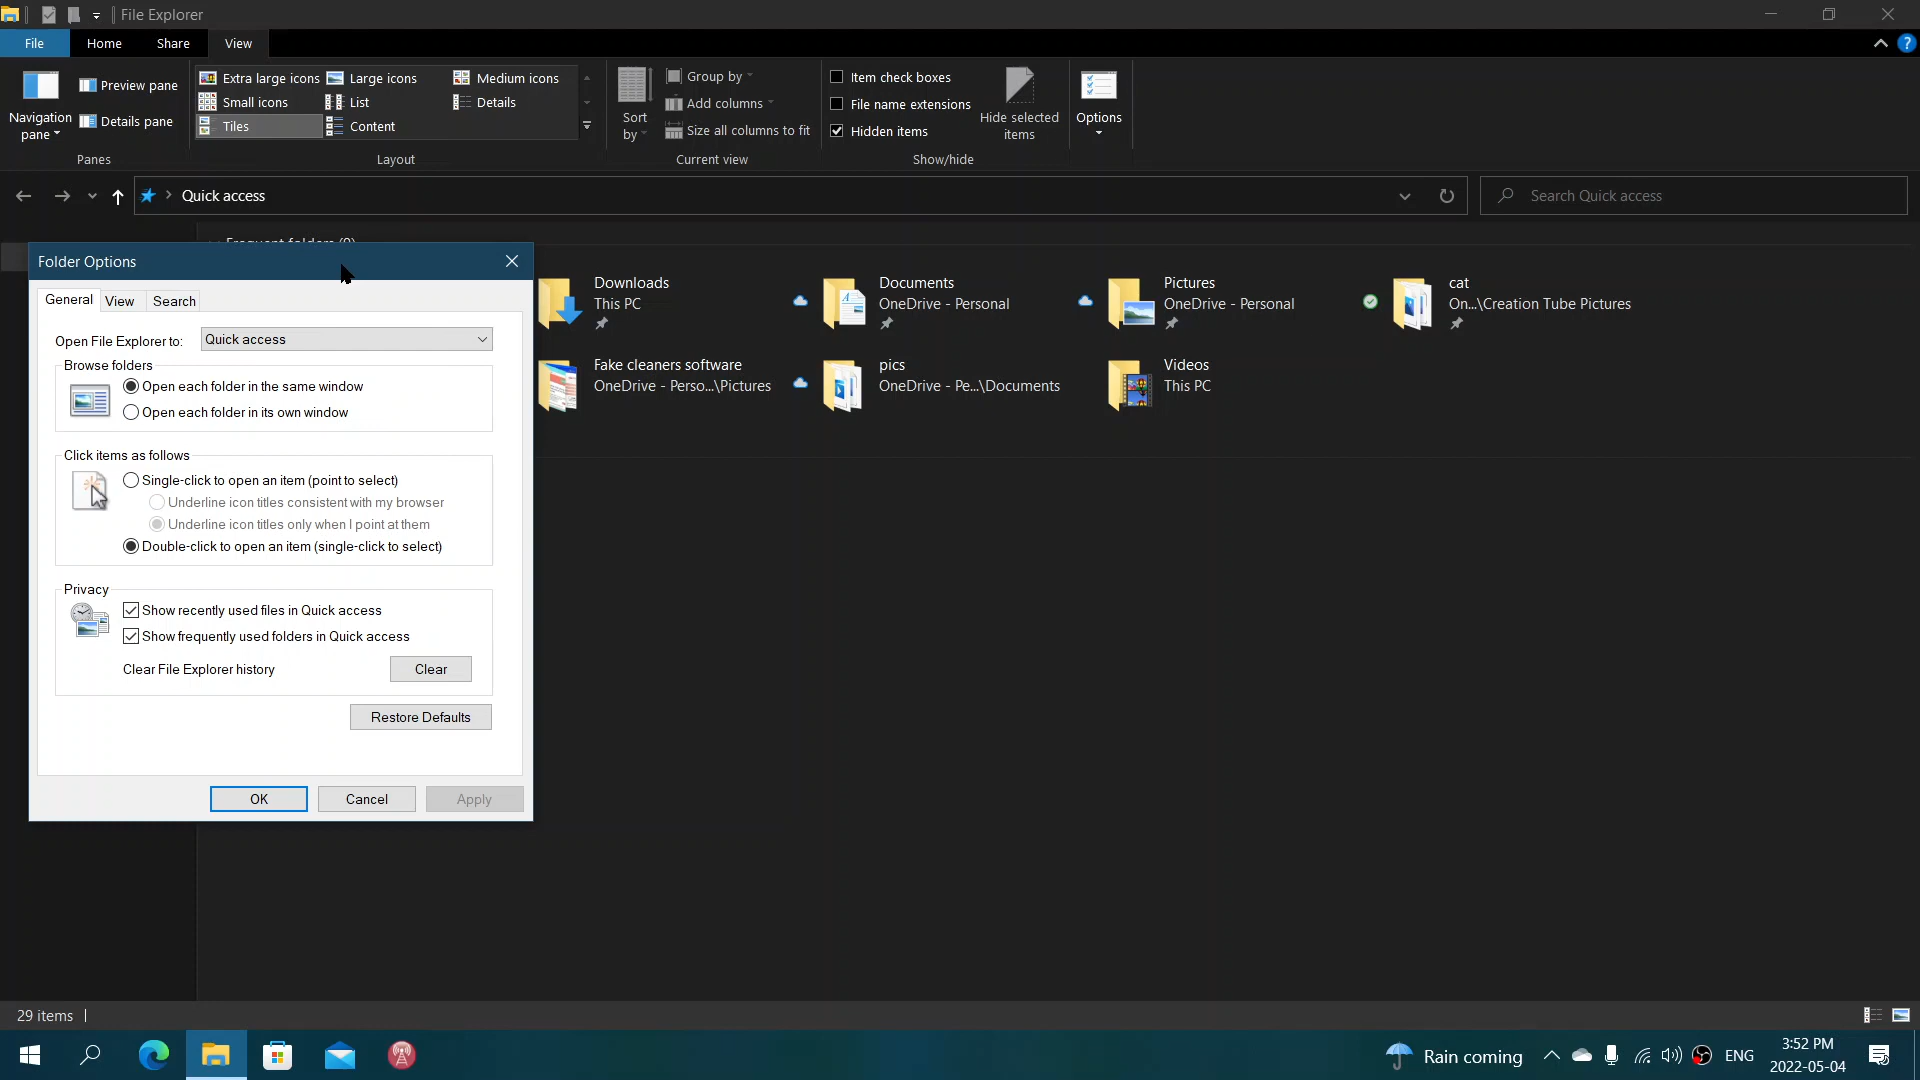 File Explorer
File Home Share View
Navigation pane
Preview pane
Details pane
Panes
Extra large icons Large icons Medium icons
Small icons List Details
Tiles Content
Layout
Sort by
Group by
Add columns
Size all columns to fit
Current view
Item check boxes
File name extensions
Hidden items
Hide selected items
Show/hide
Options
Quick access
Search Quick access
Frequent folders (9)
Folder Options
General View Search
Open File Explorer to: Quick access
Browse folders
Open each folder in the same window
Open each folder in its own window
Click items as follows
Single-click to open an item (point to select)
Underline icon titles consistent with my browser
Underline icon titles only when I point at them
Double-click to open an item (single-click to select)
Privacy
Show recently used files in Quick access
Show frequently used folders in Quick access
Clear File Explorer history Clear
Restore Defaults
OK Cancel Apply
Downloads
This PC
Documents
OneDrive - Personal
Pictures
OneDrive - Personal
cat
On...\Creation Tube Pictures
Fake cleaners software
OneDrive - Perso...\Pictures
pics
OneDrive - Pe...\Documents
Videos
This PC
29 items
Rain coming
ENG
3:52 PM
2022-05-04